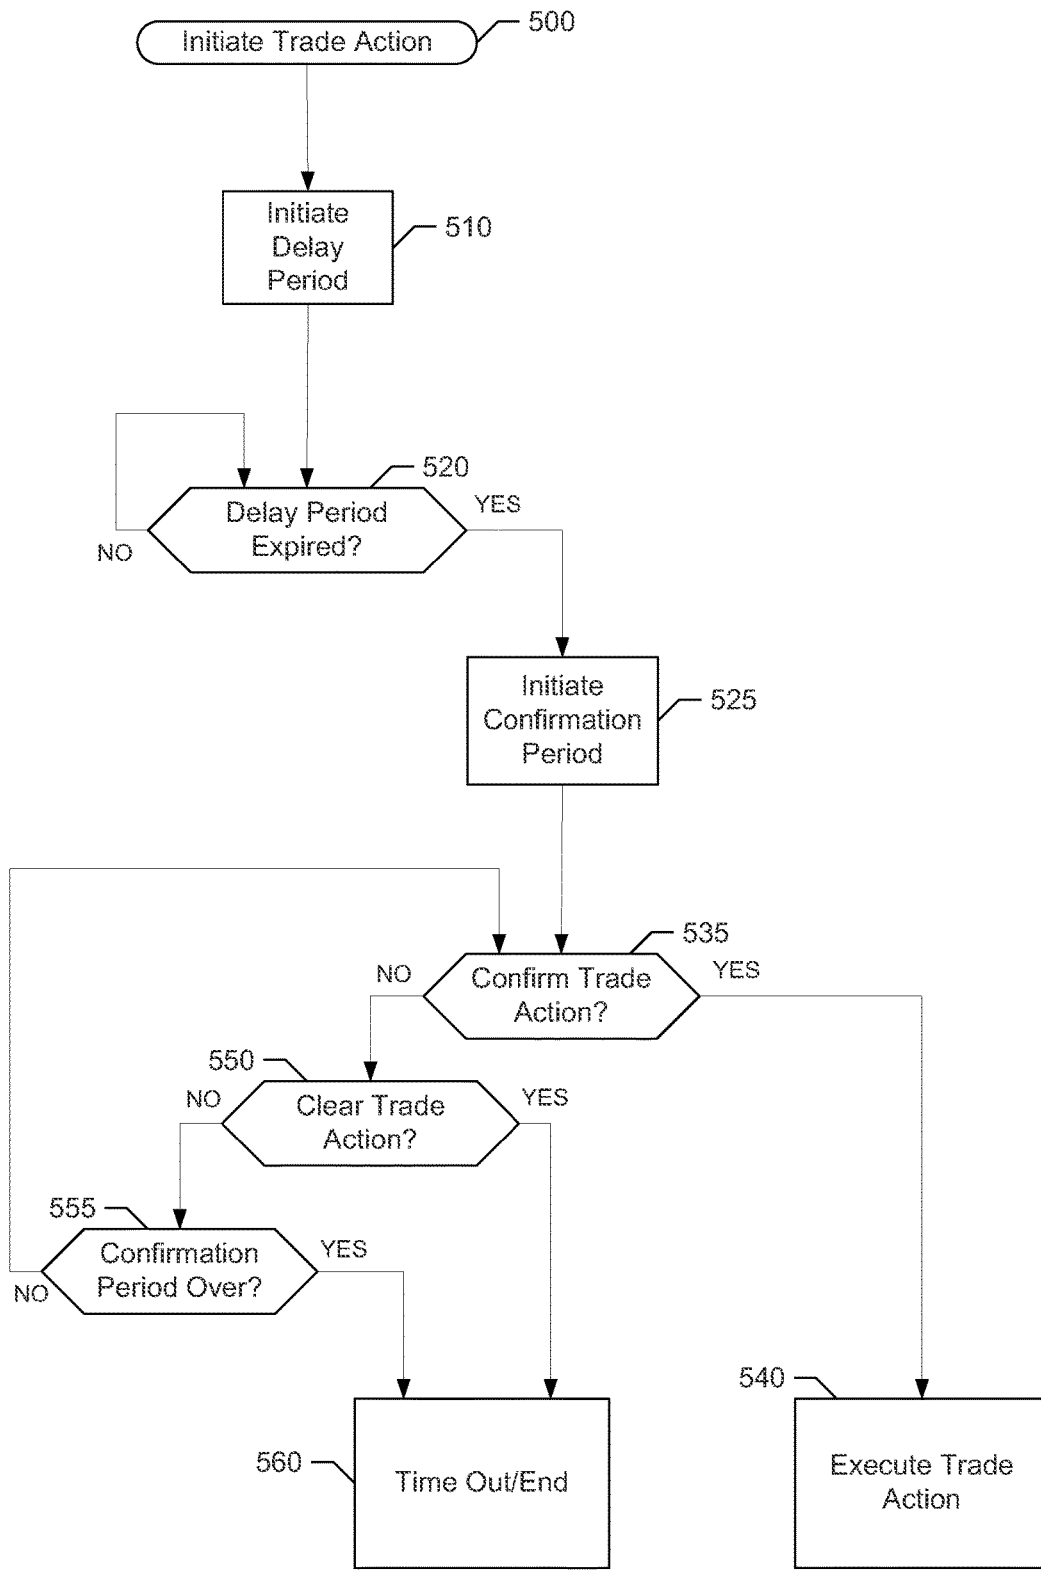 Initiate Trade Action
500
Initiate
Delay
Period
510
520
Delay Period
Expired?
YES
NO
Initiate
Confirmation
Period
525
535
NO
Confirm Trade
Action?
YES
550
NO
Clear Trade
Action?
YES
555
Confirmation
Period Over?
YES
NO
540
560
Time Out/End
Execute Trade
Action